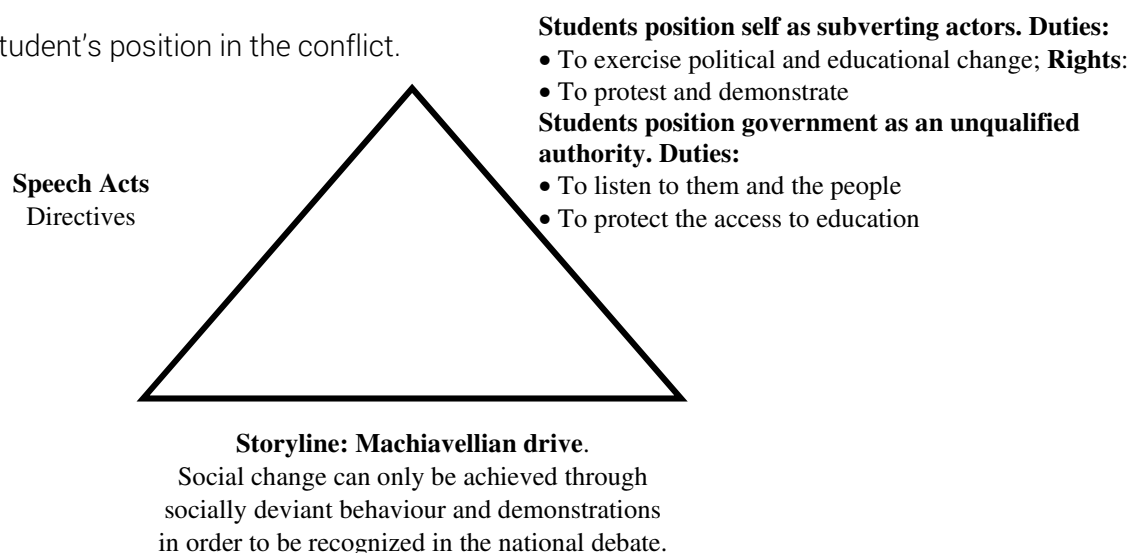 tudent's position in the conflict.
Students position self as subverting actors. Duties:
• To exercise political and educational change; Rights:
• To protest and demonstrate
Students position government as an unqualified
authority. Duties:
• To listen to them and the people
• To protect the access to education
Speech Acts
Directives
Storyline: Machiavellian drive.
Social change can only be achieved through
socially deviant behaviour and demonstrations
in order to be recognized in the national debate.